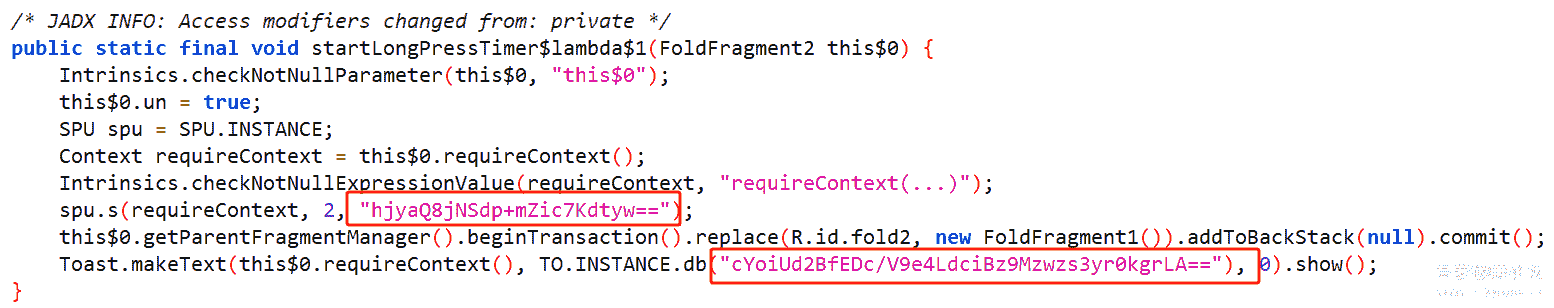 /* JADX INFO: Access modifiers changed from: private */
public static final void startLongPressTimer$lambda$1(FoldFragment2 this$0) {
    Intrinsics.checkNotNullParameter(this$0, "this$0");
    this$0.un = true;
    SPU spu = SPU.INSTANCE;
    Context requireContext = this$0.requireContext();
    Intrinsics.checkNotNullExpressionValue(requireContext, "requireContext(...)");
    spu.s(requireContext, 2, "hjyaQ8jNSdp+mZic7Kdtyw==");
    this$0.getParentFragmentManager().beginTransaction().replace(R.id.fold2, new FoldFragment1()).addToBackStack(null).commit();
    Toast.makeText(this$0.requireContext(), TO.INSTANCE.db("cYoiUd2BfEDc/V9e4LdciBz9Mzwzs3yr0kgrLA=="), 0).show();
}